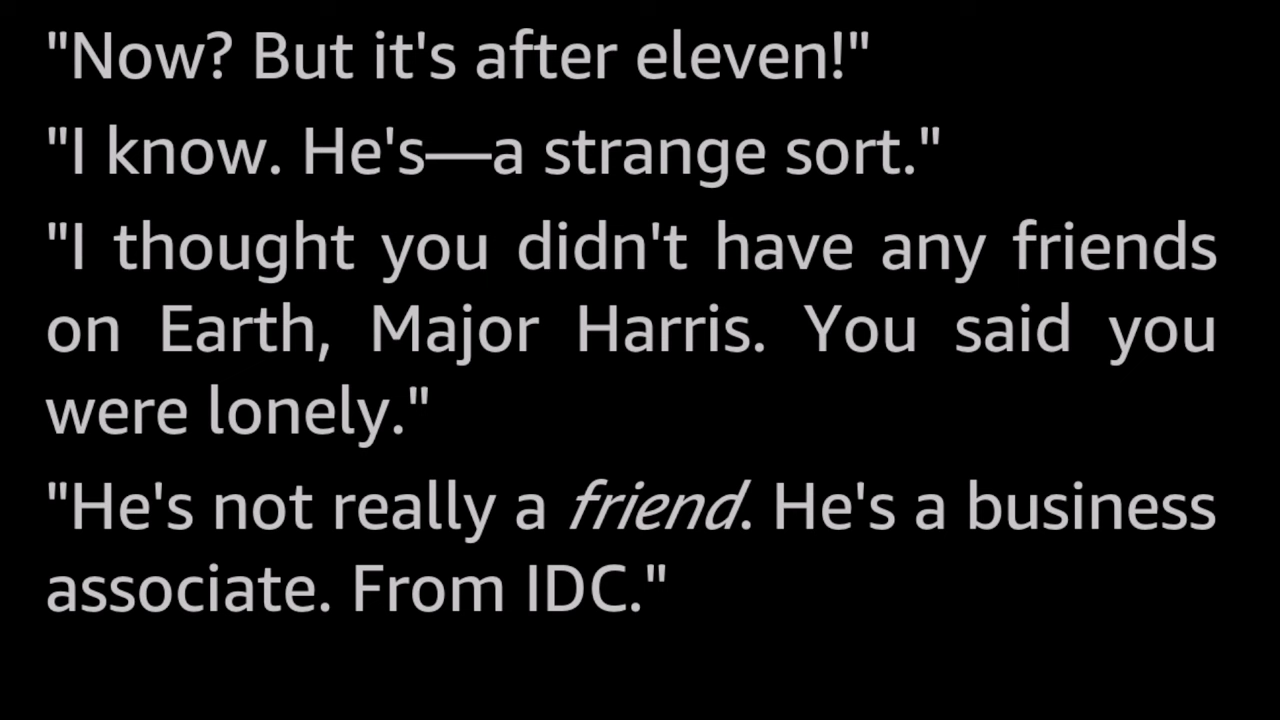 "Now? But it's after eleven!"
"I know. He's—a strange sort."
"I thought you didn't have any friends
on Earth, Major Harris. You said you
were lonely."
"He's not really a friend. He's a business
associate. From IDC."